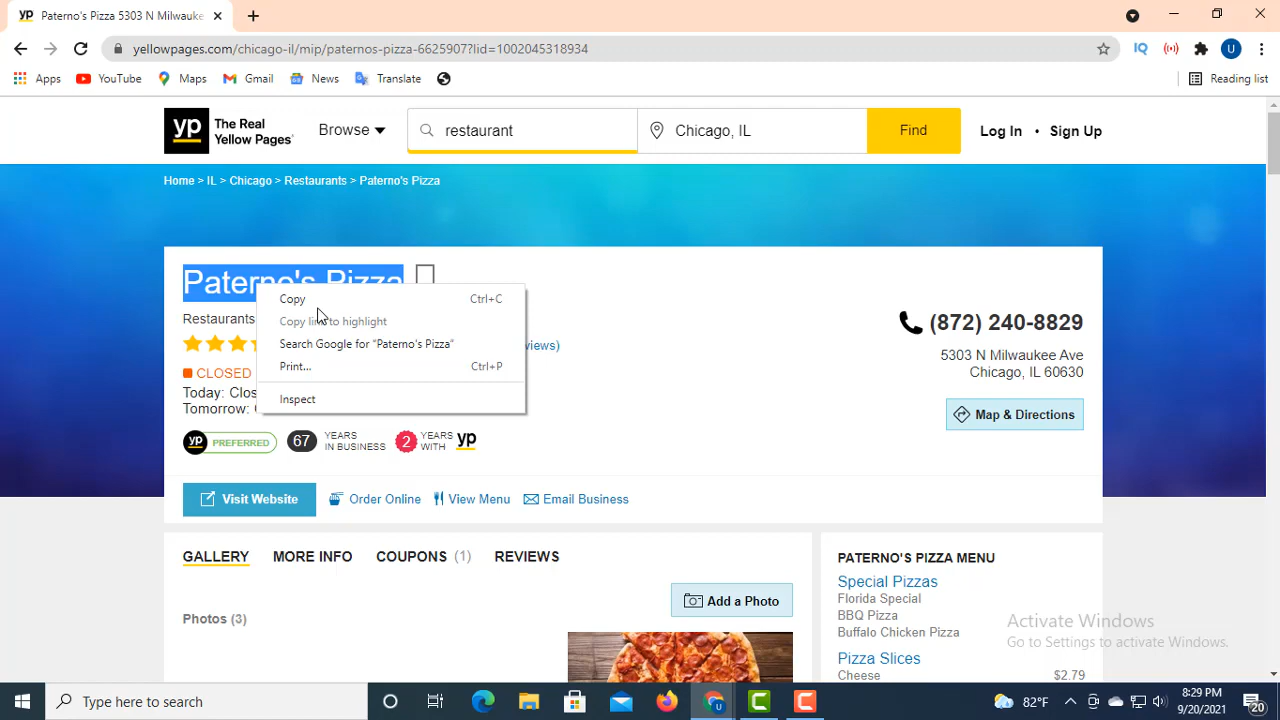 Paterno's Pizza 5303 N Milwauke
yellowpages.com/chicago-il/mip/paternos-pizza-6625907?lid=1002045318934
IQ
U
Apps YouTube Maps Gmail News Translate Reading list
yp The Real Yellow Pages
Browse
restaurant
Chicago, IL
Find
Log In • Sign Up
Home > IL > Chicago > Restaurants > Paterno's Pizza
Paterno's Pizza
Copy Ctrl+C
Copy link to highlight
Search Google for “Paterno's Pizza”
Print... Ctrl+P
Inspect
Restaurants
views)
CLOSED
Today: Clos
Tomorrow:
(872) 240-8829
5303 N Milwaukee Ave
Chicago, IL 60630
Map & Directions
yp PREFERRED 67 YEARS IN BUSINESS 2 YEARS WITH yp
Visit Website Order Online View Menu Email Business
GALLERY MORE INFO COUPONS (1) REVIEWS
Add a Photo
Photos (3)
PATERNO'S PIZZA MENU
Special Pizzas
Florida Special
BBQ Pizza
Buffalo Chicken Pizza
Pizza Slices
Cheese $2.79
Activate Windows
Go to Settings to activate Windows.
Type here to search
U
82°F
8:29 PM
9/20/2021
20